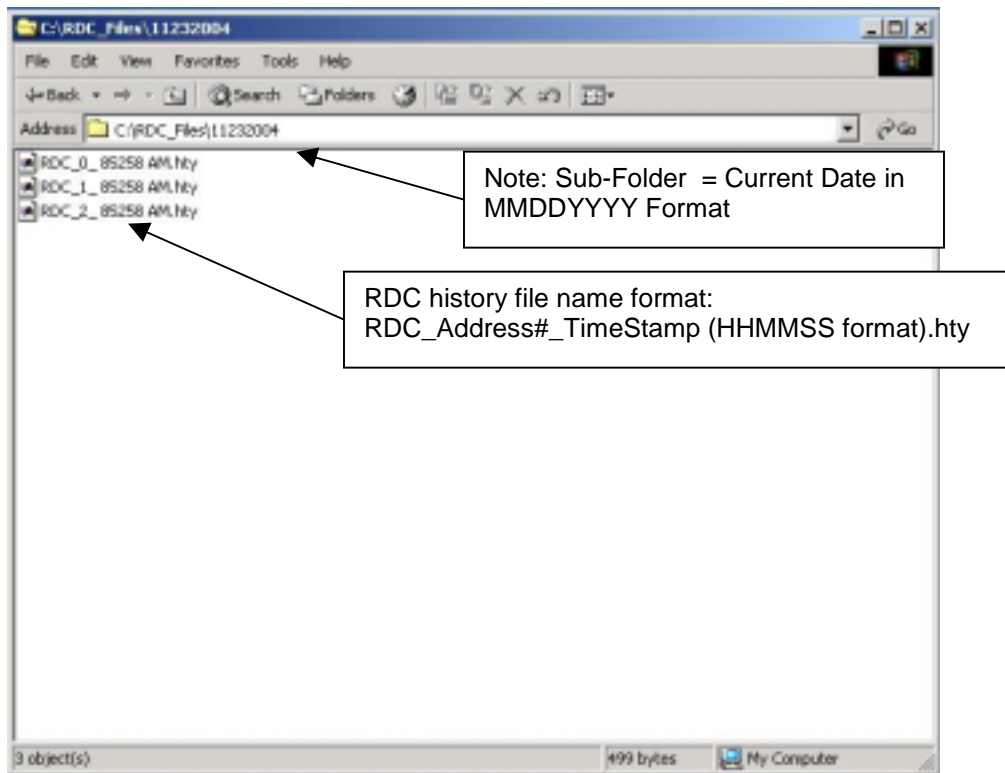 C:\RDC_Files\11232004
File Edit View Favorites Tools Help
Back Search Folders
Address C:\RDC_Files\11232004 Go
RDC_0_ 85258 AM.hty
RDC_1_ 85258 AM.hty
RDC_2_ 85258 AM.hty
Note: Sub-Folder = Current Date in
MMDDYYYY Format
RDC history file name format:
RDC_Address#_TimeStamp (HHMMSS format).hty
3 object(s) 499 bytes My Computer